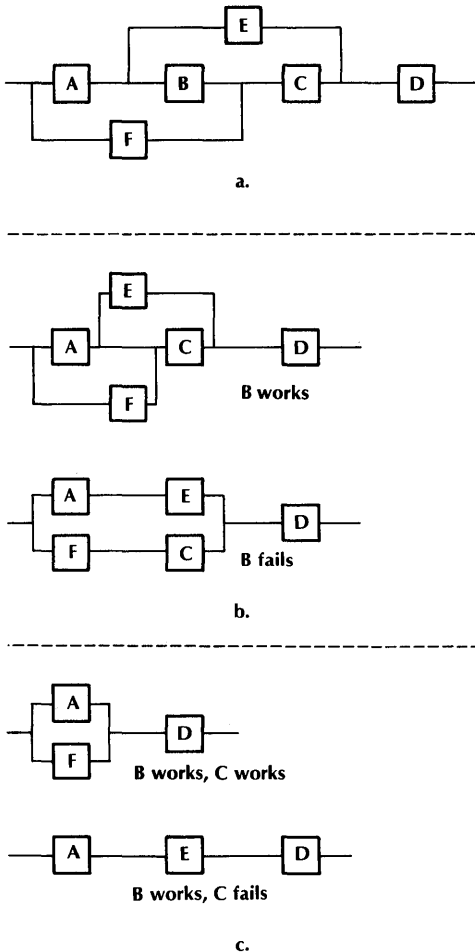 E
A B C D
F
a.
E
A C D
F
B works
A E
D
F C
B fails
b.
A
D
F
B works, C works
A E D
B works, C fails
c.